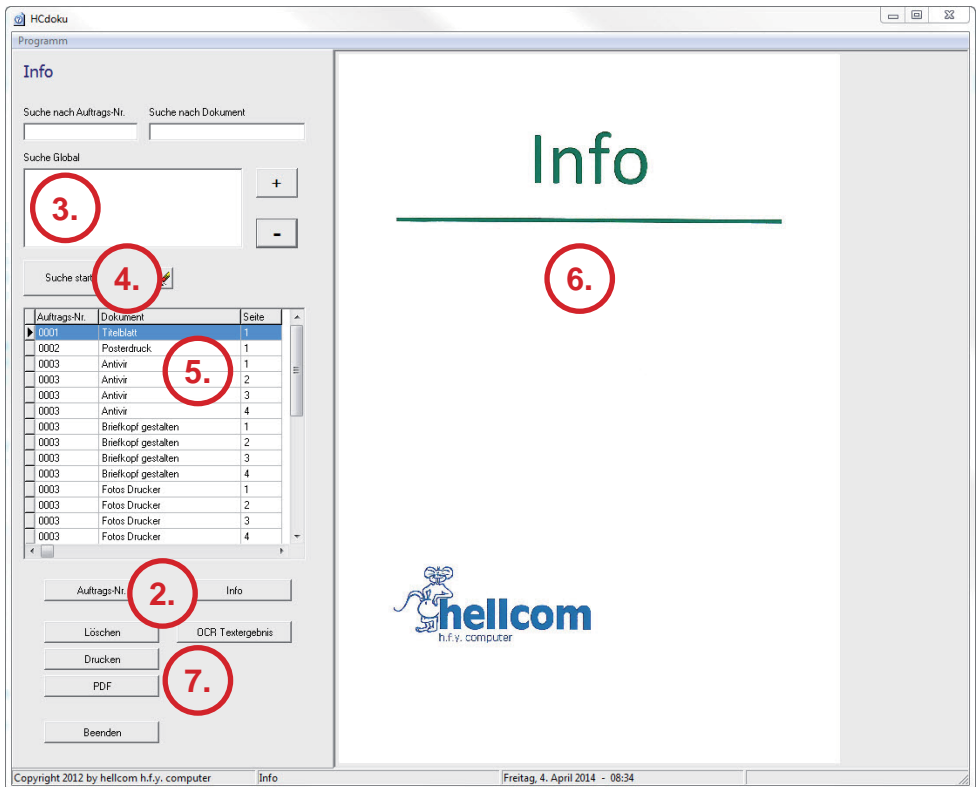 HCdoku
Programm
Info
Suche nach Auftrags-Nr. Suche nach Dokument
Suche Global
+
3.
-
Suche start
4.
Auftrags-Nr. Dokument Seite
0001 Titelblatt 1
0002 Posterdruck 1
0003 Antivir 1
0003 Antivir 2
0003 Antivir 3
0003 Antivir 4
0003 Briefkopf gestalten 1
0003 Briefkopf gestalten 2
0003 Briefkopf gestalten 3
0003 Briefkopf gestalten 4
0003 Fotos Drucker 1
0003 Fotos Drucker 2
0003 Fotos Drucker 3
0003 Fotos Drucker 4
5.
Auftrags-Nr. 2. Info
Löschen OCR Textergebnis
Drucken
PDF
7.
Beenden
Info
6.
hellcom
h.f.y. computer
Copyright 2012 by hellcom h.f.y. computer Info Freitag, 4. April 2014 - 08:34